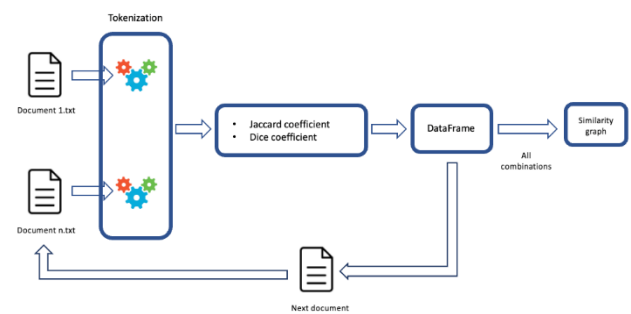 Tokenization
Document 1.txt
• Jaccard coefficient
• Dice coefficient
DataFrame
Similarity
graph
All
combinations
Document n.txt
Next document